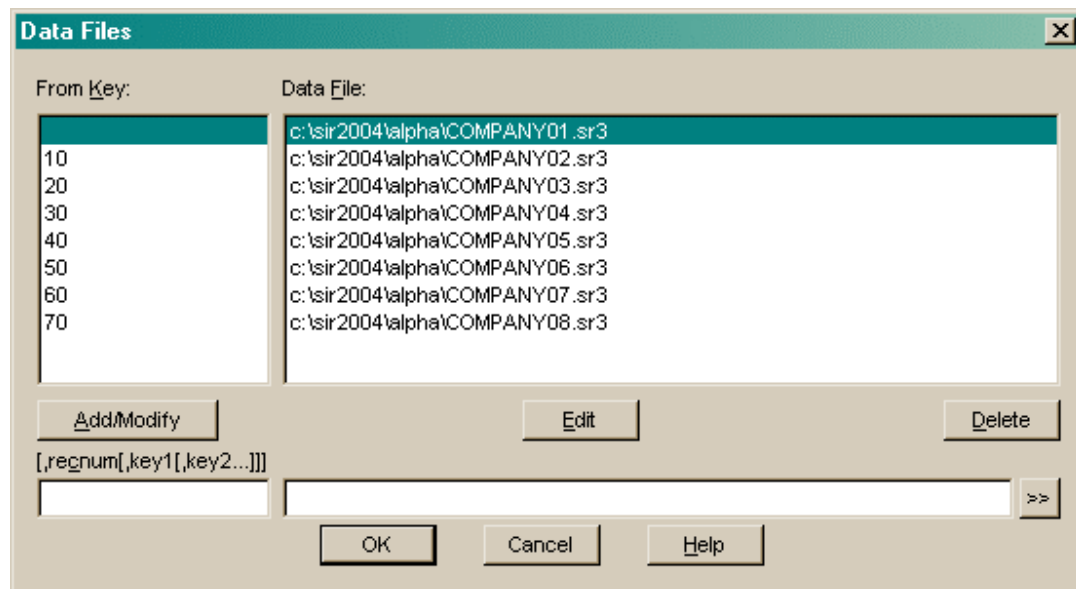 Data Files
From Key: Data File:
c:\sir2004\alpha\COMPANY01.sr3
10 c:\sir2004\alpha\COMPANY02.sr3
20 c:\sir2004\alpha\COMPANY03.sr3
30 c:\sir2004\alpha\COMPANY04.sr3
40 c:\sir2004\alpha\COMPANY05.sr3
50 c:\sir2004\alpha\COMPANY06.sr3
60 c:\sir2004\alpha\COMPANY07.sr3
70 c:\sir2004\alpha\COMPANY08.sr3
Add/Modify Edit Delete
[,recnum[,key1[,key2...]]]
>>
OK Cancel Help